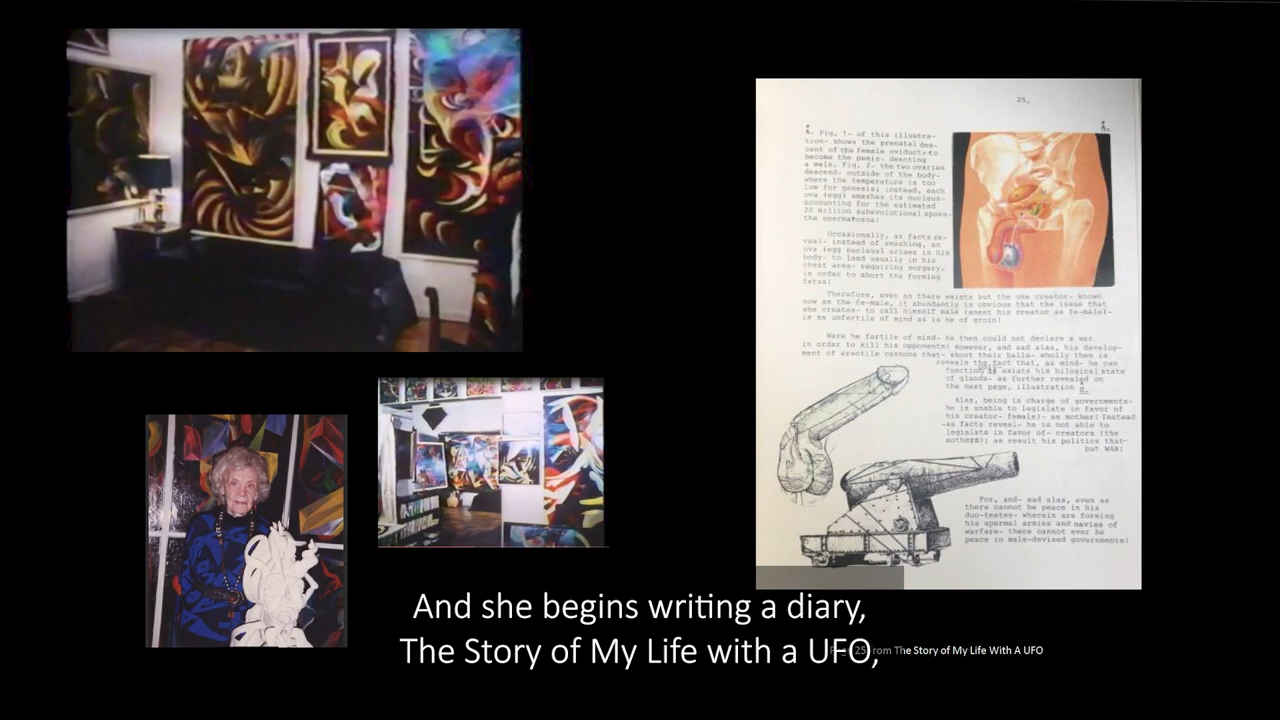 25.
A.
A. Fig. 1- of this illustra-
tion- shows the prenatal des-
cent of the female oviducts to
become the penis- denoting
a male. Fig. 2- the two ovaries
descend- outside of the body-
where the temperature is too
low for genesis; instead, each
ova (egg) smashes its nucleus-
accounting for the estimated
20 million subevolutional spore-
the spermatozoa!
Occasionally, as facts re-
veal- instead of smashing, an
ova (egg nucleus) arises in his
body- to land usually in his
chest area- requiring surgery-
in order to abort the forming
fetus!
Therefore, even as there exists but the one creator- known
now as the fe-male, it abundantly is obvious that the issue that
she creates- to call himself male (anent his creator as fe-male)-
is as unfertile of mind as is he of groin!
Were he fertile of mind- he then could not declare a war
in order to kill his opponents! However, and sad alas, his develop-
ment of erectile cannons that- shoot their balls- wholly then is
reveals the fact that, as mind- he can
function as exists his biological state
of glands- as further revealed on
the next page, illustration B.
Alas, being in charge of governments-
he is unable to legislate in favor of
his creator- female)- as mother! Instead
-as facts reveal- he is not able to
legislate in favor of- creators (the
mothers); as result his politics that-
but WAR!
For, and- sad alas, even as
there cannot be peace in his
duo-testes- wherein are forming
his spermal armies and navies of
warfare- there cannot ever be
peace in male-devised governments!
And she begins writing a diary,
The Story of My Life with a UFO,
25 from The Story of My Life With A UFO